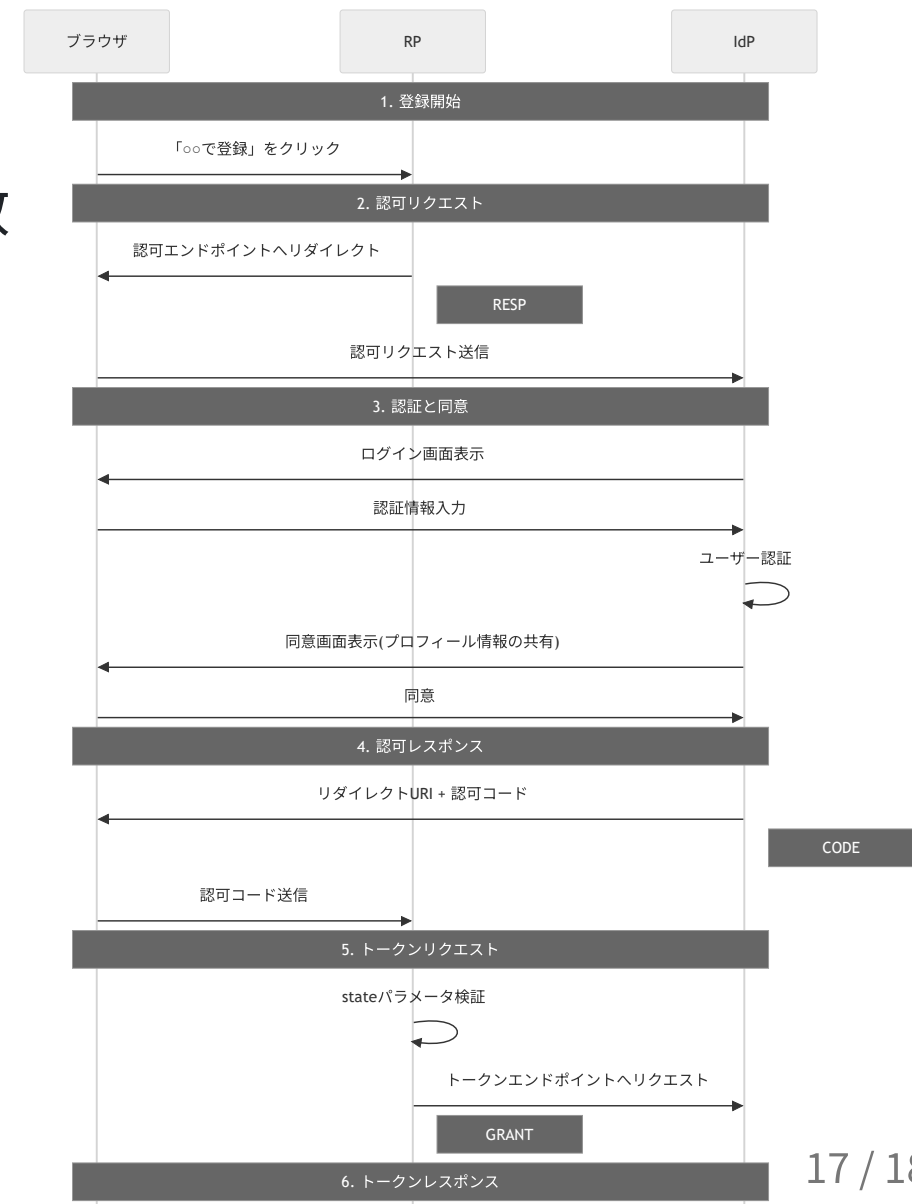 ブラウザ
RP
IdP
1. 登録開始
「○○で登録」をクリック
2. 認可リクエスト
認可エンドポイントへリダイレクト
RESP
認可リクエスト送信
3. 認証と同意
ログイン画面表示
認証情報入力
ユーザー認証
同意画面表示(プロフィール情報の共有)
同意
4. 認可レスポンス
リダイレクトURI + 認可コード
CODE
認可コード送信
5. トークンリクエスト
stateパラメータ検証
トークンエンドポイントへリクエスト
GRANT
6. トークンレスポンス
17 / 18